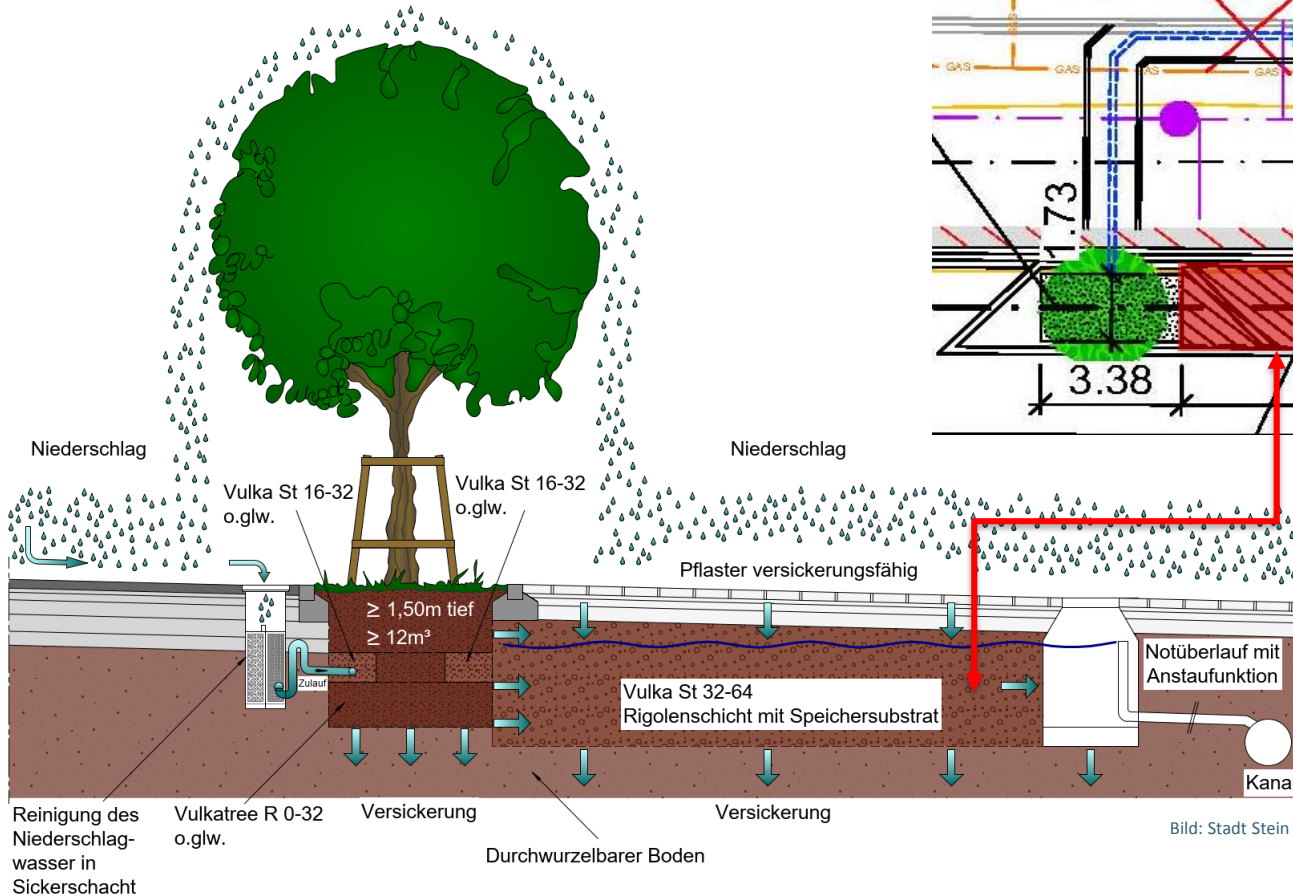 GAS
GAS
GAS
GAS
1.73
3.38
Niederschlag
Niederschlag
Vulka St 16-32
o.glw.
Vulka St 16-32
o.glw.
Pflaster versickerungsfähig
≥ 1,50m tief
≥ 12m³
Zulauf
Vulka St 32-64
Rigolenschicht mit Speichersubstrat
Notüberlauf mit
Anstaufunktion
Kana
Reinigung des
Niederschlag-
wasser in
Sickerschacht
Vulkatree R 0-32
o.glw.
Versickerung
Versickerung
Durchwurzelbarer Boden
Bild: Stadt Stein